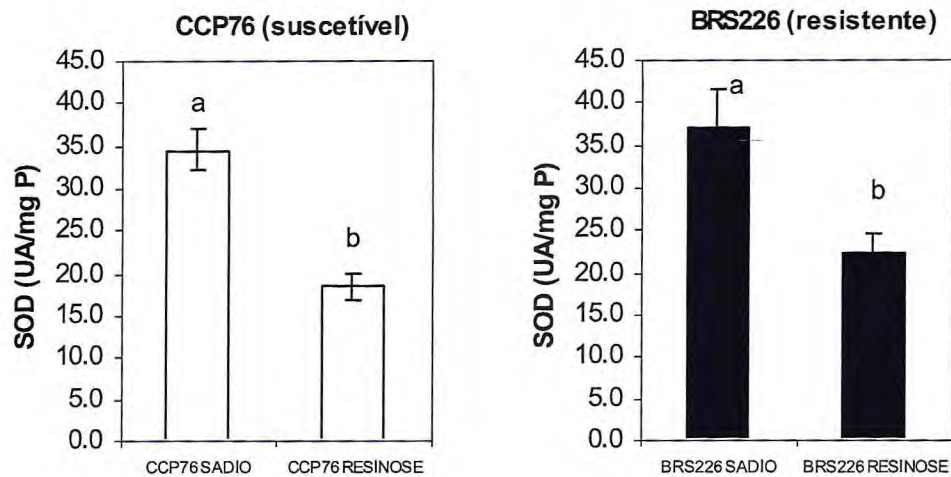 CCP76 (suscetível)
45.0
40.0
35.0
30.0
25.0
20.0
15.0
10.0
5.0
0.0
SOD (UA/mg P)
a
b
CCP76 SADIO
CCP76 RESINOSE
BRS226 (resistente)
45.0
40.0
35.0
30.0
25.0
20.0
15.0
10.0
5.0
0.0
SOD (UA/mg P)
a
b
BRS226 SADIO
BRS226 RESINOSE